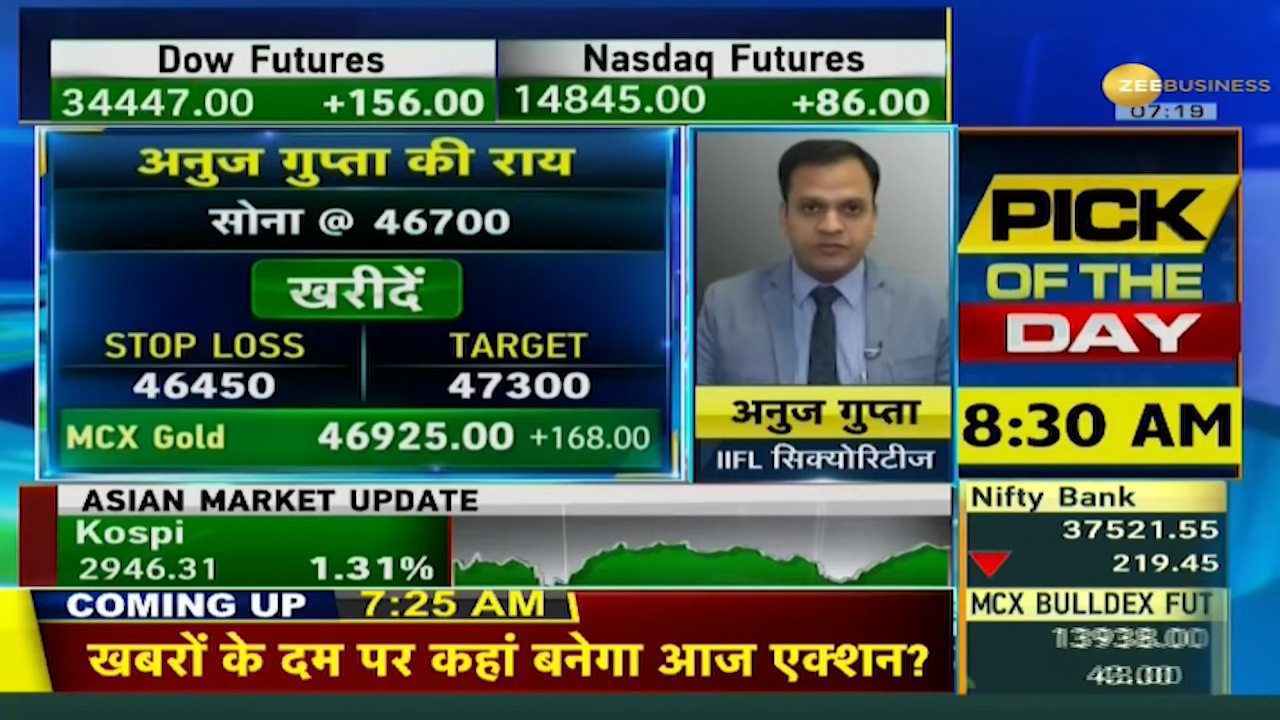 Dow Futures
34447.00 +156.00
Nasdaq Futures
14845.00 +86.00
ZEEBUSINESS
07:19
अनुज गुप्ता की राय
सोना @ 46700
खरीदें
STOP LOSS
46450
TARGET
47300
MCX Gold 46925.00 +168.00
अनुज गुप्ता
IIFL सिक्योरिटीज
PICK
OF THE
DAY
8:30 AM
ASIAN MARKET UPDATE
Kospi
2946.31 1.31%
Nifty Bank
37521.55
219.45
MCX BULLDEX FUT
COMING UP 7:25 AM
खबरों के दम पर कहां बनेगा आज एक्शन?